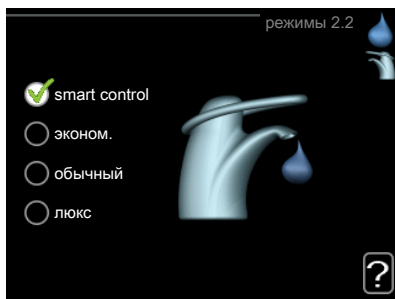 режимы 2.2
smart control
эконом.
обычный
люкс
?